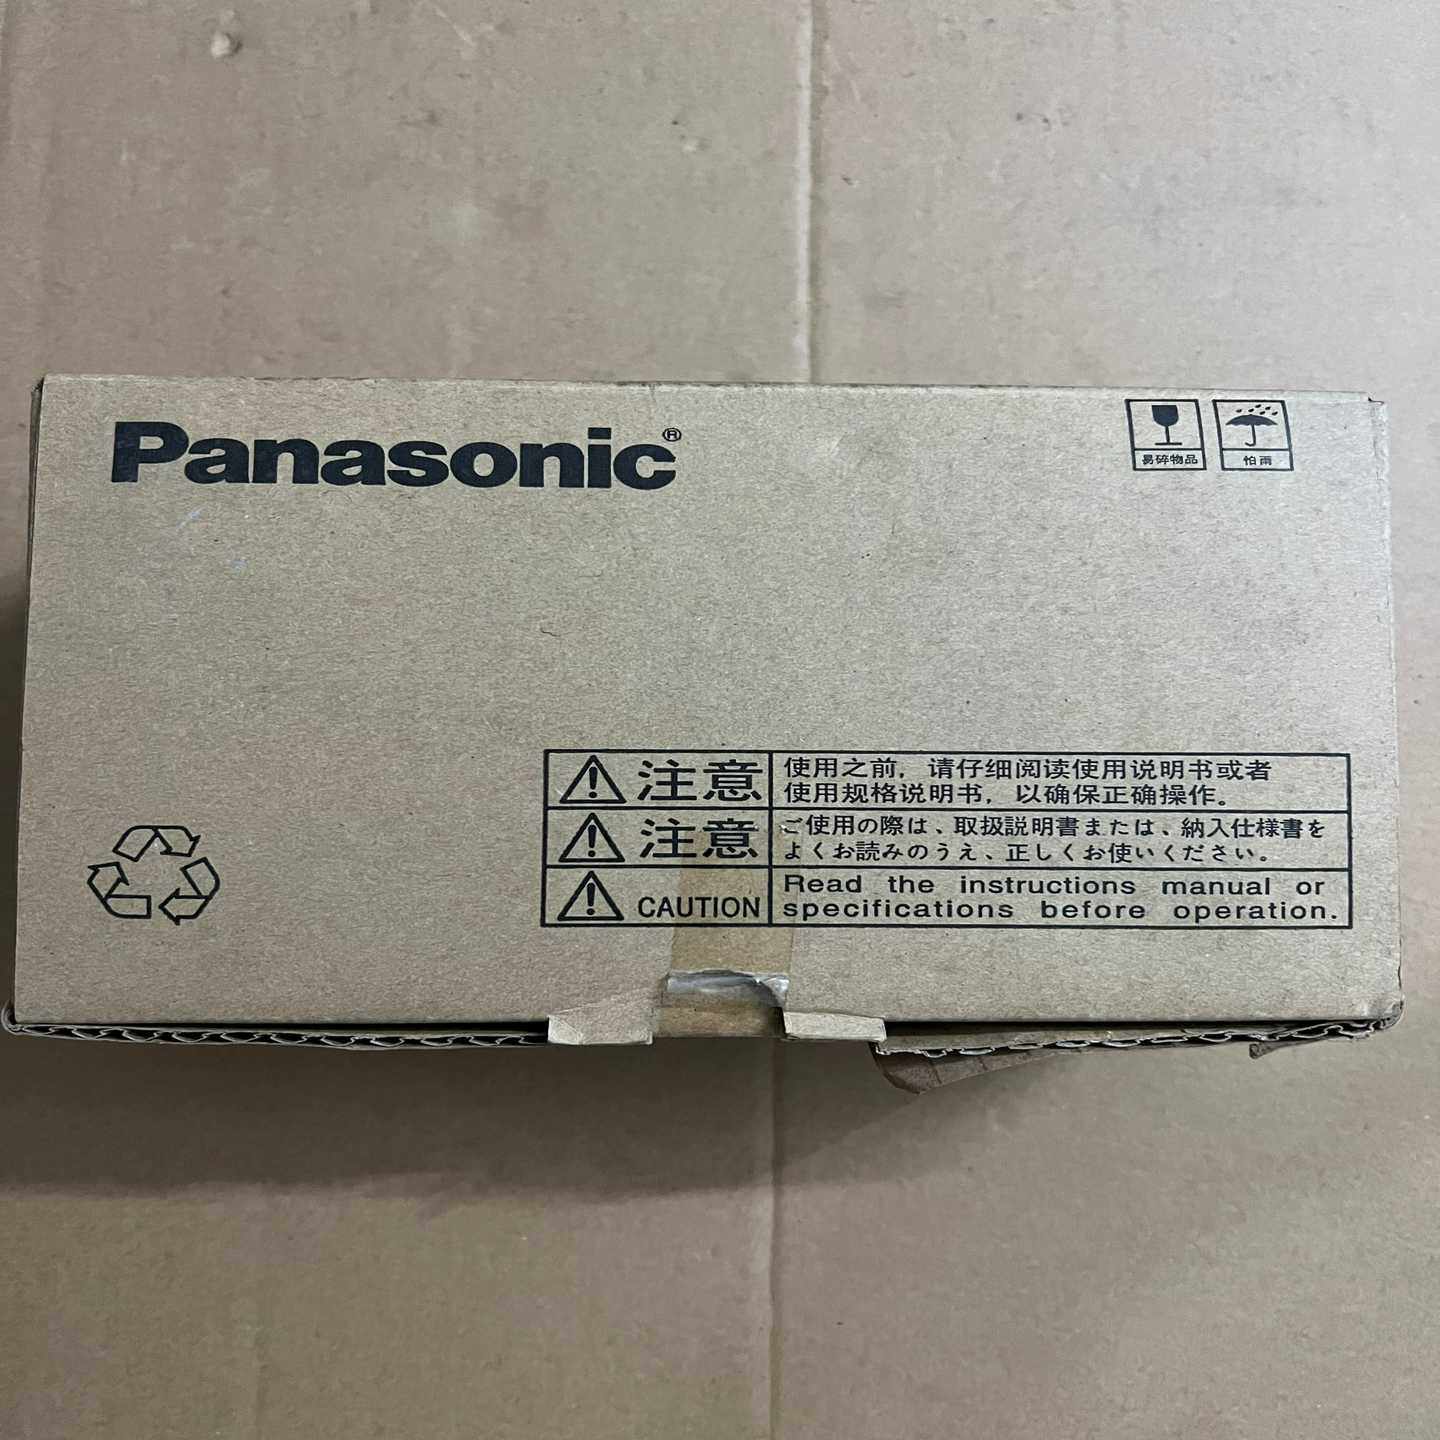 Panasonic®
易碎物品
怕雨
注意
使用之前，请仔细阅读使用说明书或者
使用规格说明书，以确保正确操作。
注意
ご使用の際は、取扱説明書または、納入仕様書を
よくお読みのうえ、正しくお使いください。
CAUTION
Read the instructions manual or
specifications before operation.